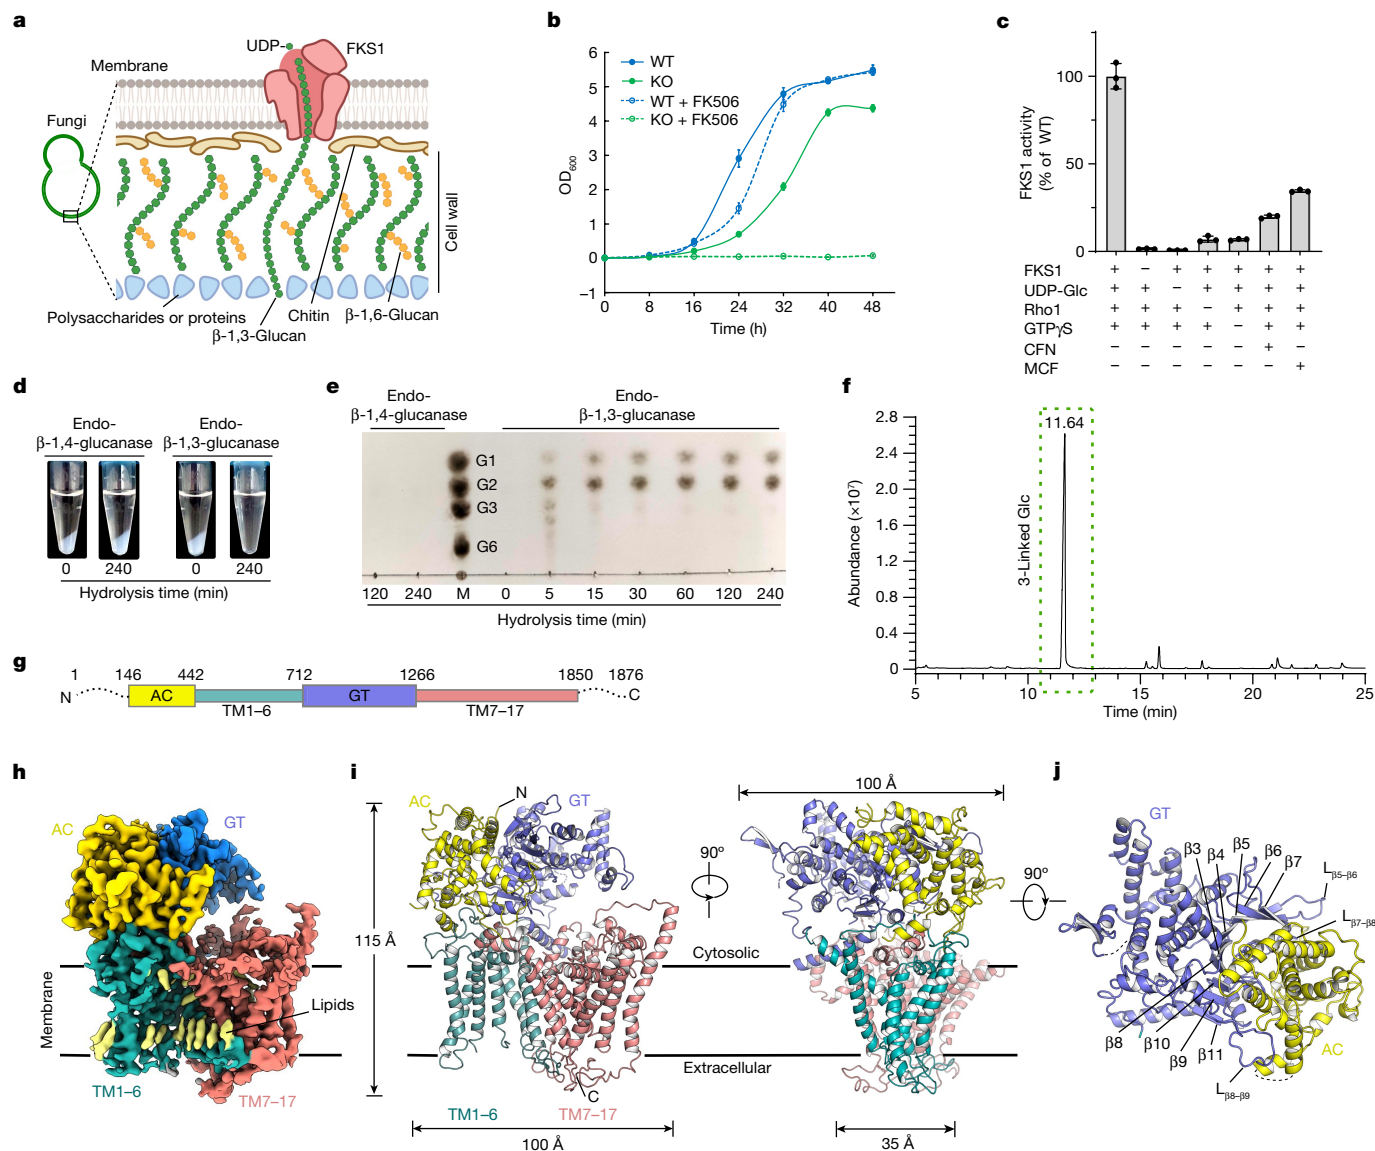 a
UDP-
FKS1
Membrane
Fungi
Cell wall
Polysaccharides or proteins
Chitin
β-1,6-Glucan
β-1,3-Glucan
b
WT
KO
WT + FK506
KO + FK506
OD600
6
5
4
3
2
1
0
−1
0 8 16 24 32 40 48
Time (h)
c
FKS1 activity
(% of WT)
100
50
0
FKS1 + − + + + + +
UDP-Glc + + − + + + +
Rho1 + + + − + + +
GTPγS + + + + − + +
CFN − − − − − + −
MCF − − − − − − +
d
Endo-
β-1,4-glucanase
Endo-
β-1,3-glucanase
0 240 0 240
Hydrolysis time (min)
e
Endo-
β-1,4-glucanase
Endo-
β-1,3-glucanase
G1
G2
G3
G6
120 240 M 0 5 15 30 60 120 240
Hydrolysis time (min)
f
11.64
3-Linked Glc
Abundance (×10⁷)
2.8
2.4
2.0
1.6
1.2
0.8
0.4
0
5 10 15 20 25
Time (min)
g
1 146 442 712 1266 1850 1876
N AC GT C
TM1–6 TM7–17
h
AC
GT
Membrane
Lipids
TM1–6
TM7–17
i
AC
N
GT
115 Å
C
TM1–6
TM7–17
100 Å
90º
Cytosolic
Extracellular
100 Å
35 Å
90º
j
GT
β3
β4
β5
β6
β7
Lβ5–β6
Lβ7–β8
β8
β10
β9
β11
AC
Lβ8–β9